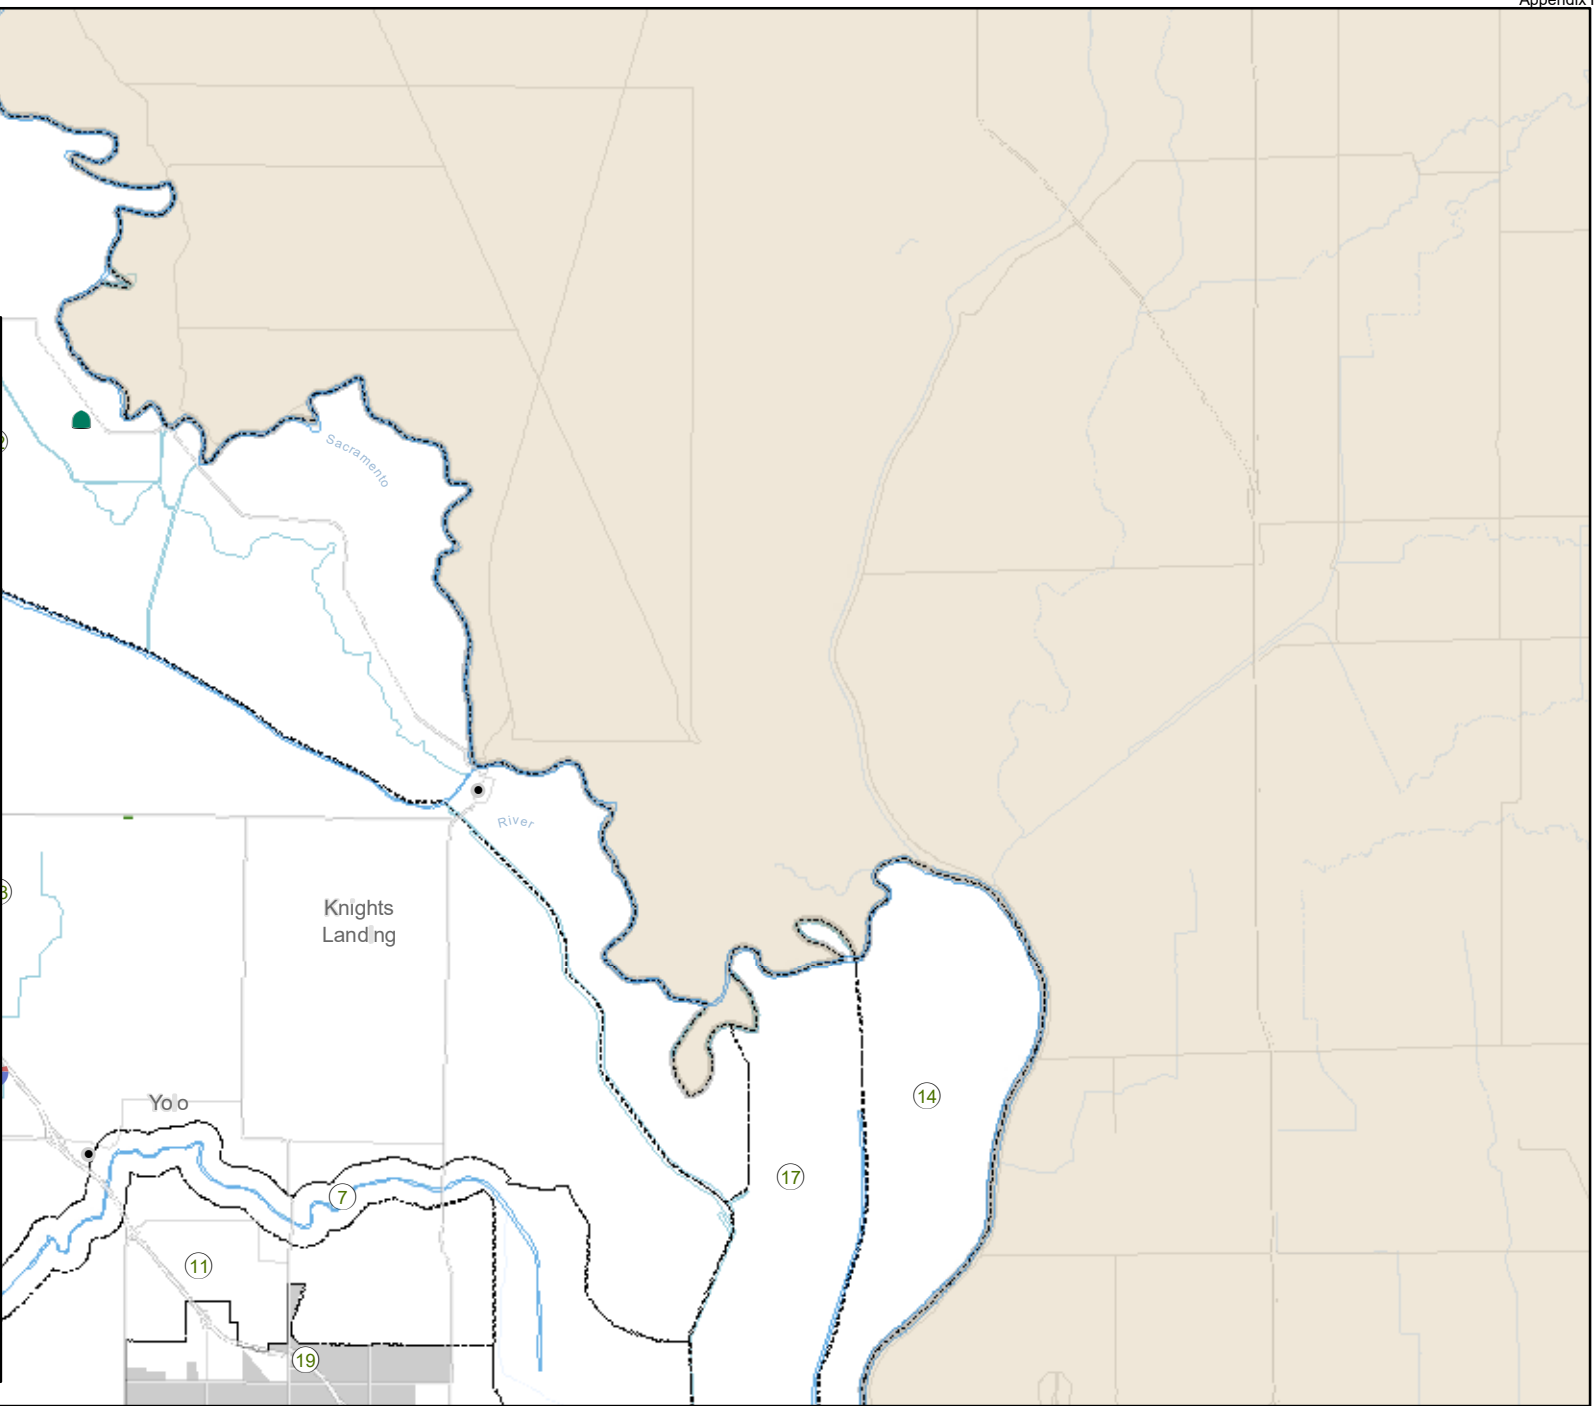 Appendix
Sacramento
River
Knights
Landing
Yolo
14
17
7
11
19